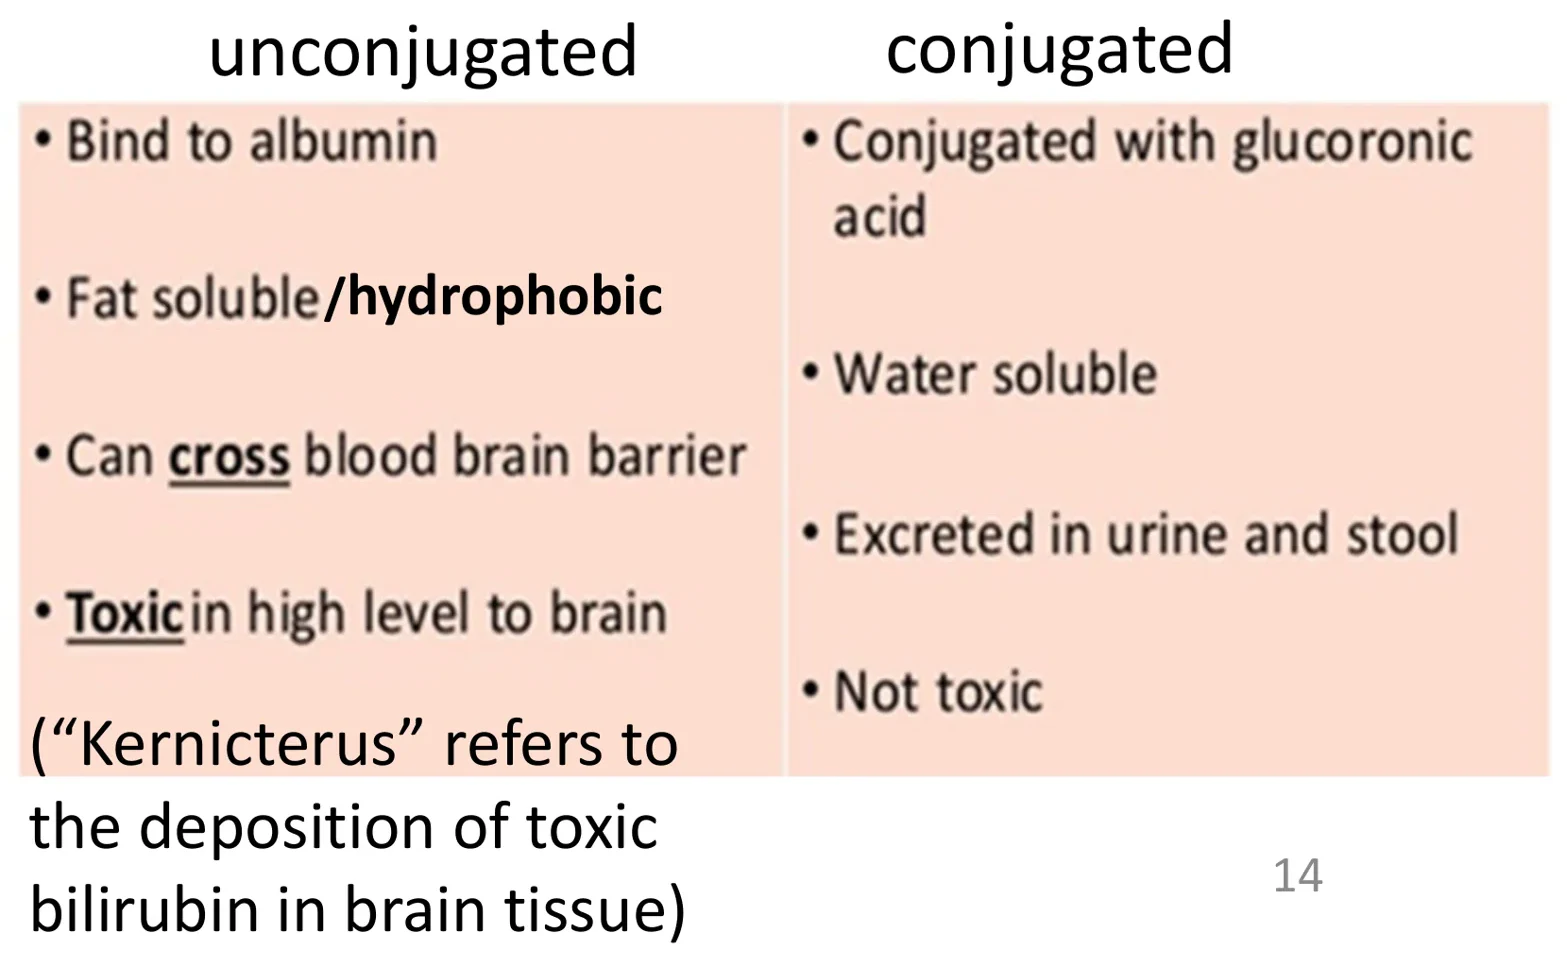 unconjugated
• Bind to albumin
• Fat soluble/hydrophobic
• Can cross blood brain barrier
• Toxic in high level to brain
(“Kernicterus” refers to
the deposition of toxic
bilirubin in brain tissue)
conjugated
• Conjugated with glucoronic
acid
• Water soluble
• Excreted in urine and stool
• Not toxic
14